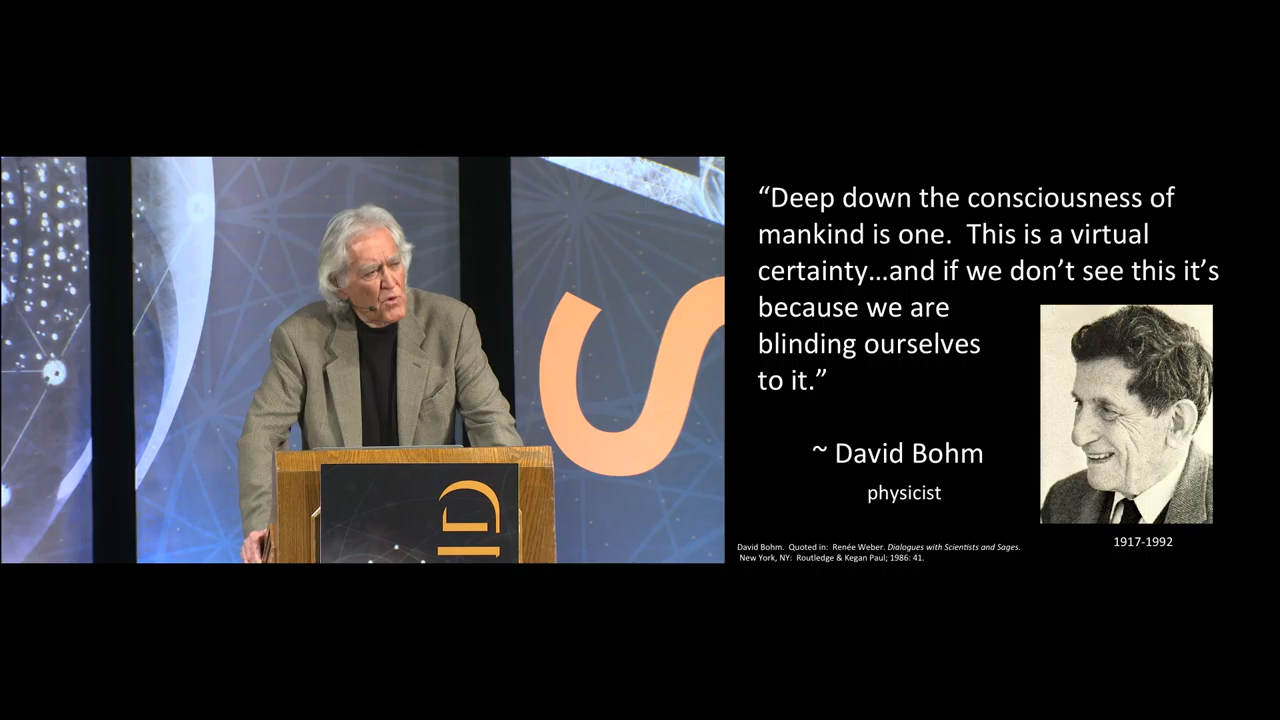 “Deep down the consciousness of
mankind is one.  This is a virtual
certainty…and if we don’t see this it’s
because we are
blinding ourselves
to it.”
~ David Bohm
physicist
David Bohm.  Quoted in:  Renée Weber. Dialogues with Scientists and Sages.
New York, NY:  Routledge & Kegan Paul; 1986: 41.
1917-1992